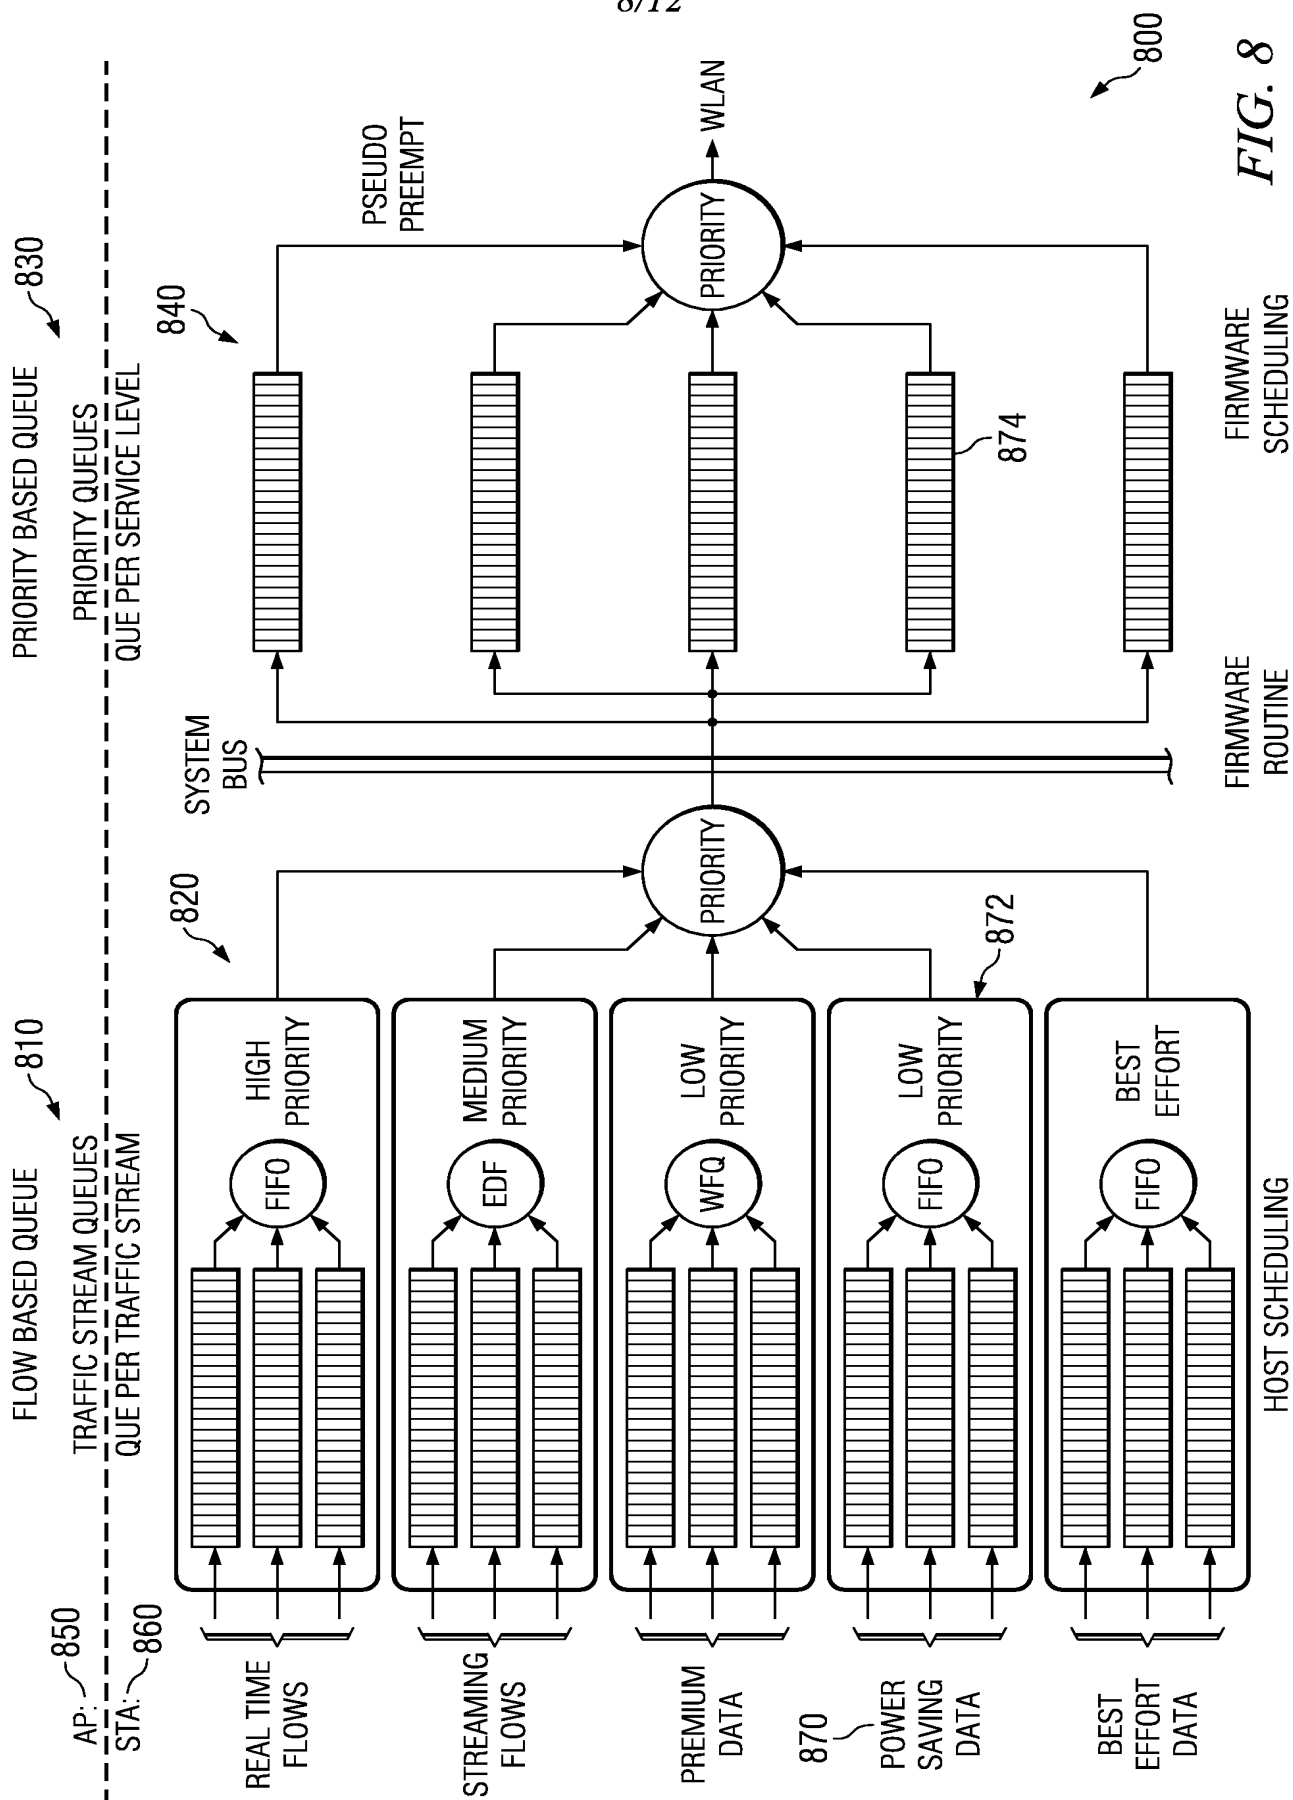 8/12
AP: 850
STA: 860
FLOW BASED QUEUE
810
TRAFFIC STREAM QUEUES
QUE PER TRAFFIC STREAM
PRIORITY BASED QUEUE
830
PRIORITY QUEUES
QUE PER SERVICE LEVEL
820
SYSTEM
BUS
840
REAL TIME
FLOWS
FIFO
HIGH
PRIORITY
PSEUDO
PREEMPT
STREAMING
FLOWS
EDF
MEDIUM
PRIORITY
PREMIUM
DATA
WFQ
LOW
PRIORITY
PRIORITY
PRIORITY
WLAN
870
POWER
SAVING
DATA
FIFO
LOW
PRIORITY
872
874
BEST
EFFORT
DATA
FIFO
BEST
EFFORT
HOST SCHEDULING
FIRMWARE
ROUTINE
FIRMWARE
SCHEDULING
800
FIG. 8